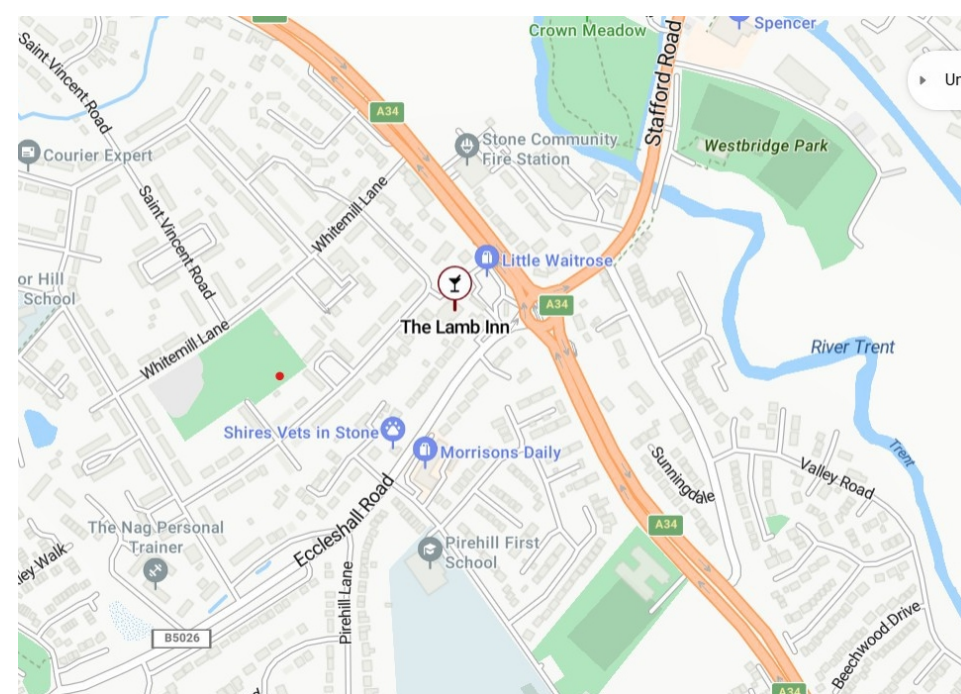 A34
Crown Meadow
Spencer
Saint Vincent Road
Stafford Road
A34
Courier Expert
Stone Community
Fire Station
Westbridge Park
Saint Vincent Road
Whitemill Lane
Little Waitrose
or Hill
School
A34
The Lamb Inn
Whitemill Lane
River Trent
Shires Vets in Stone
Morrisons Daily
Trent
Sunningdale
Valley Road
Eccleshall Road
A34
The Nag Personal
Trainer
Pirehill First
School
ley Walk
Pirehill Lane
B5026
Beechwood Drive
A34